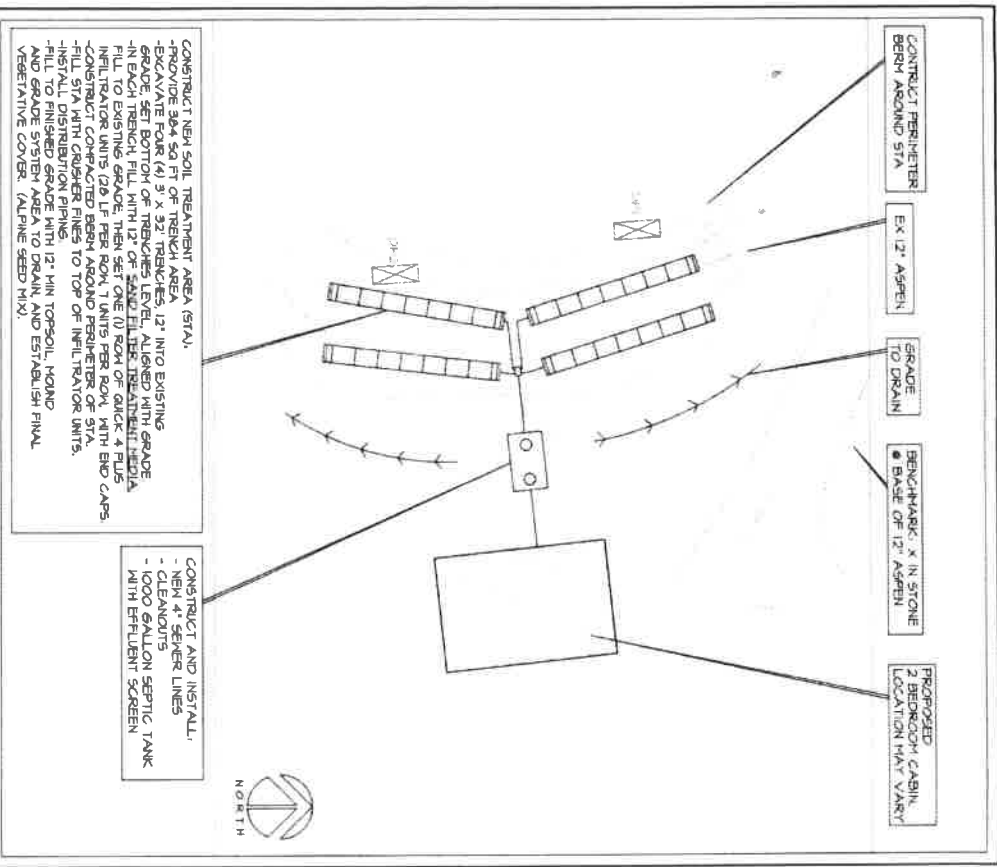 CONTRUCT PERIMETER
BERM AROUND STA
EX 12" ASPEN
GRADE
TO DRAIN
BENCHMARK: X IN STONE
@ BASE OF 12" ASPEN
PROPOSED
2 BEDROOM CABIN.
LOCATION MAY VARY
CONSTRUCT NEW SOIL TREATMENT AREA (STA).
-PROVIDE 384 SQ FT OF TRENCH AREA
-EXCAVATE FOUR (4) 3' X 32' TRENCHES, 12" INTO EXISTING
GRADE, SET BOTTOM OF TRENCHES LEVEL, ALIGNED WITH GRADE.
-IN EACH TRENCH, FILL WITH 12" OF SAND FILTER TREATMENT MEDIA.
FILL TO EXISTING GRADE, THEN SET ONE (1) ROW OF QUICK 4 PLUS
INFILTRATOR UNITS (28 LF PER ROW, 7 UNITS PER ROW, WITH END CAPS.
-CONSTRUCT COMPACTED BERM AROUND PERIMETER OF STA.
-FILL STA WITH CRUSHER FINES TO TOP OF INFILTRATOR UNITS.
-INSTALL DISTRIBUTION PIPING.
-FILL TO FINISHED GRADE WITH 12" MIN TOPSOIL, MOUND
AND GRADE SYSTEM AREA TO DRAIN, AND ESTABLISH FINAL
VEGETATIVE COVER. (ALPINE SEED MIX).
CONSTRUCT AND INSTALL:
- NEW 4" SEWER LINES
- CLEANOUTS
- 1000 GALLON SEPTIC TANK
WITH EFFLUENT SCREEN
NORTH